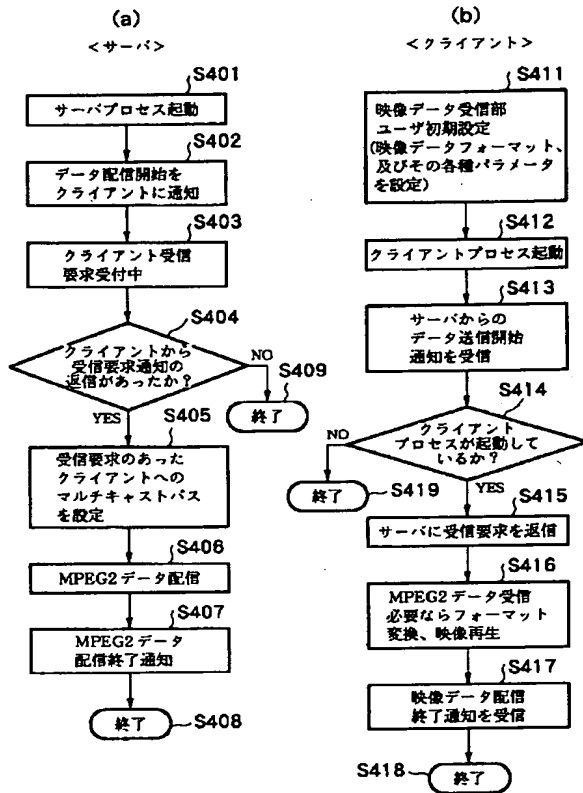 (a)
<サーバ>
S401
サーバプロセス起動
S402
データ配信開始を
クライアントに通知
S403
クライアント受信
要求受付中
S404
クライアントから
受信要求通知の
返信があったか?
NO
S409
終了
YES
S405
受信要求のあった
クライアントへの
マルチキャストパス
を設定
S406
MPEG2データ配信
S407
MPEG2データ
配信終了通知
終了
S408
(b)
<クライアント>
S411
映像データ受信部
ユーザ初期設定
(映像データフォーマット、
及びその各種パラメータ
を設定)
S412
クライアントプロセス起動
S413
サーバからの
データ送信開始
通知を受信
S414
クライアント
プロセスが起動して
いるか?
NO
終了
S419
YES
S415
サーバに受信要求を返信
S416
MPEG2データ受信
必要ならフォーマット
変換、映像再生
S417
映像データ配信
終了通知を受信
S418
終了